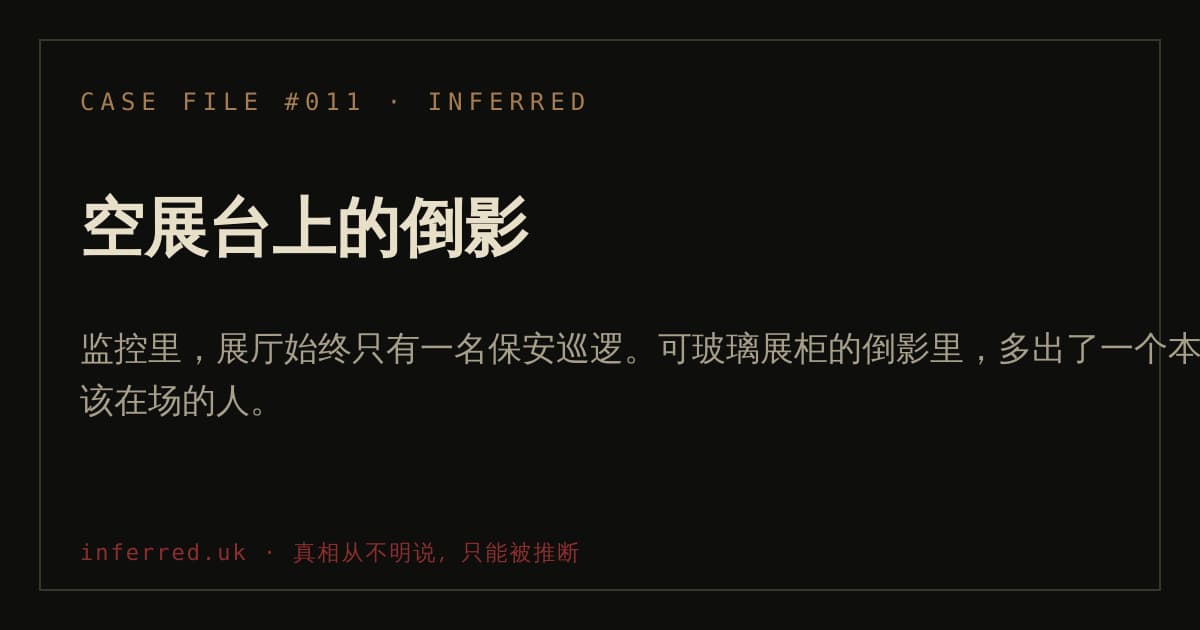 CASE FILE #011 · INFERRED
空展台上的倒影
监控里，展厅始终只有一名保安巡逻。可玻璃展柜的倒影里，多出了一个本
该在场的人。
inferred.uk · 真相从不明说，只能被推断